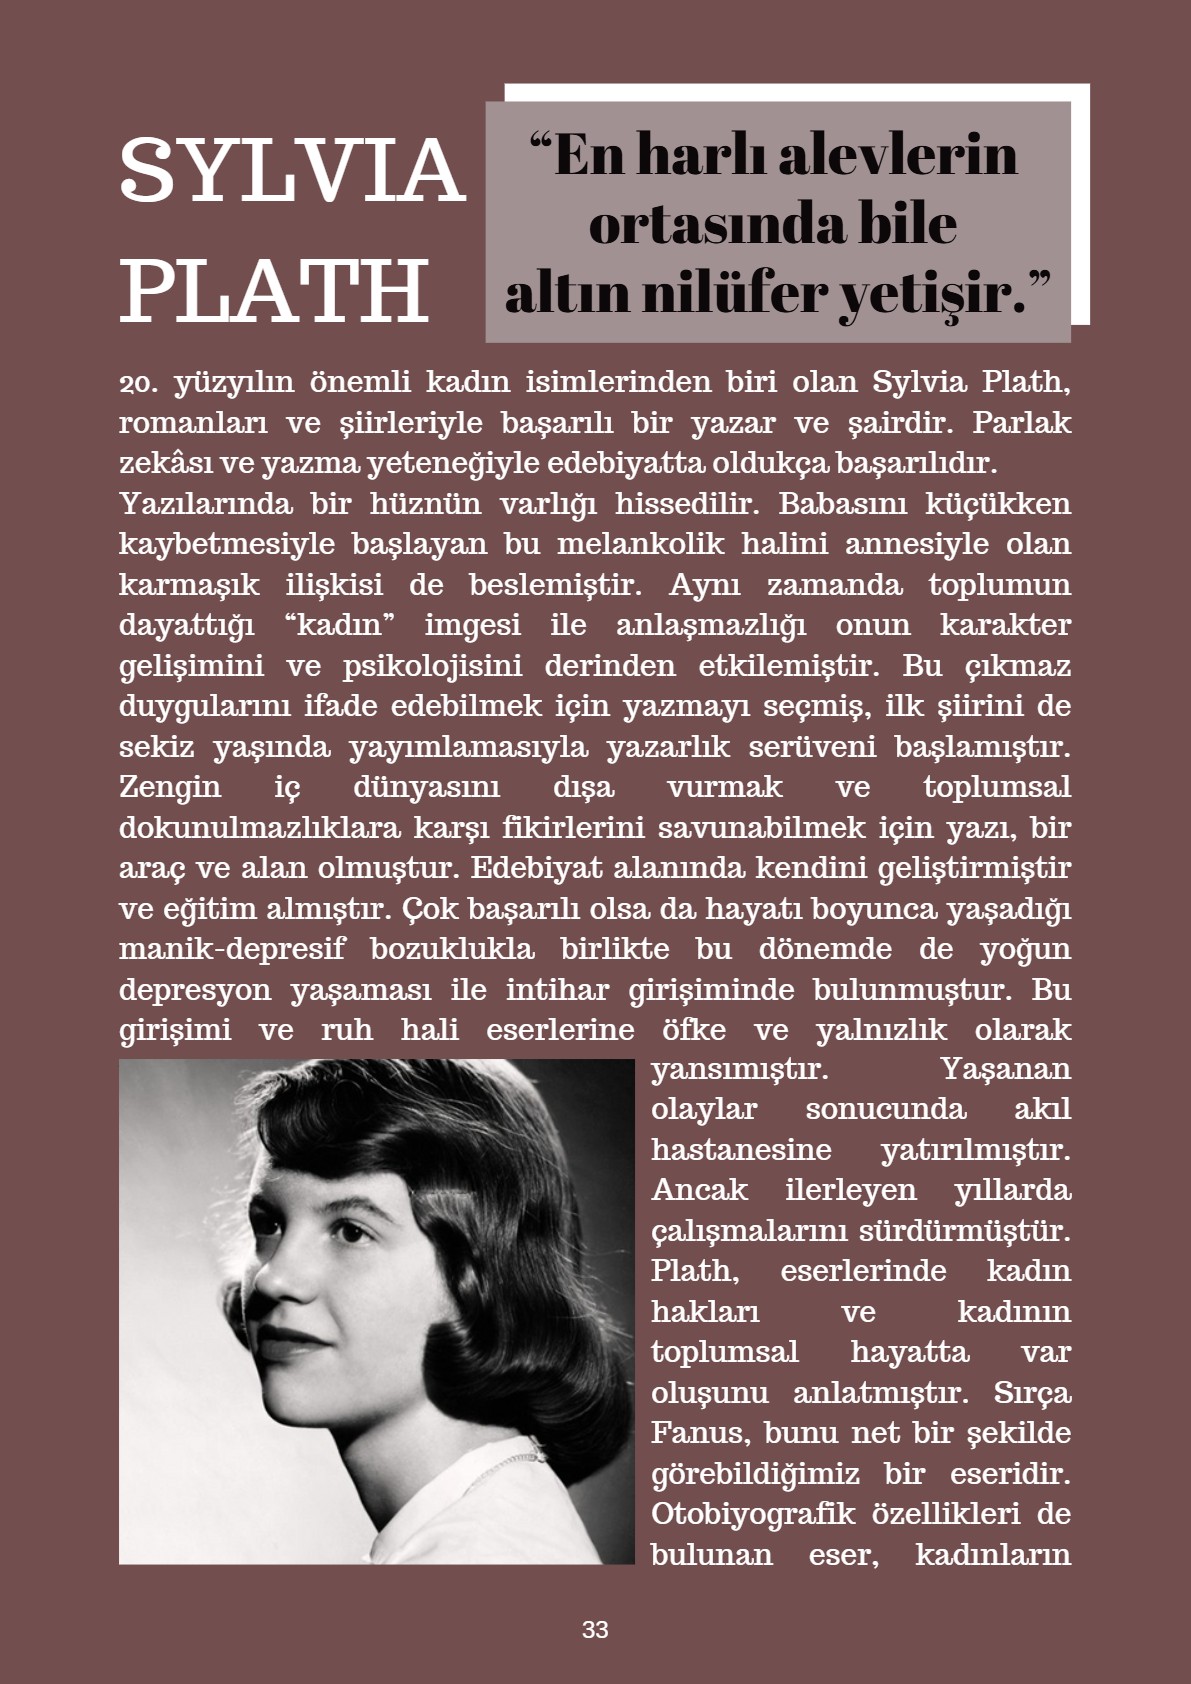 SYLVIA
PLATH
“En harlı alevlerin
ortasında bile
altın nilüfer yetişir.”
20. yüzyılın önemli kadın isimlerinden biri olan Sylvia Plath,
romanları ve şiirleriyle başarılı bir yazar ve şairdir. Parlak
zekâsı ve yazma yeteneğiyle edebiyatta oldukça başarılıdır.
Yazılarında bir hüznün varlığı hissedilir. Babasını küçükken
kaybetmesiyle başlayan bu melankolik halini annesiyle olan
karmaşık ilişkisi de beslemiştir. Aynı zamanda toplumun
dayattığı “kadın” imgesi ile anlaşmazlığı onun karakter
gelişimini ve psikolojisini derinden etkilemiştir. Bu çıkmaz
duygularını ifade edebilmek için yazmayı seçmiş, ilk şiirini de
sekiz yaşında yayımlamasıyla yazarlık serüveni başlamıştır.
Zengin iç dünyasını dışa vurmak ve toplumsal
dokunulmazlıklara karşı fikirlerini savunabilmek için yazı, bir
araç ve alan olmuştur. Edebiyat alanında kendini geliştirmiştir
ve eğitim almıştır. Çok başarılı olsa da hayatı boyunca yaşadığı
manik-depresif bozuklukla birlikte bu dönemde de yoğun
depresyon yaşaması ile intihar girişiminde bulunmuştur. Bu
girişimi ve ruh hali eserlerine öfke ve yalnızlık olarak
yansımıştır. Yaşanan
olaylar sonucunda akıl
hastanesine yatırılmıştır.
Ancak ilerleyen yıllarda
çalışmalarını sürdürmüştür.
Plath, eserlerinde kadın
hakları ve kadının
toplumsal hayatta var
oluşunu anlatmıştır. Sırça
Fanus, bunu net bir şekilde
görebildiğimiz bir eseridir.
Otobiyografik özellikleri de
bulunan eser, kadınların
33